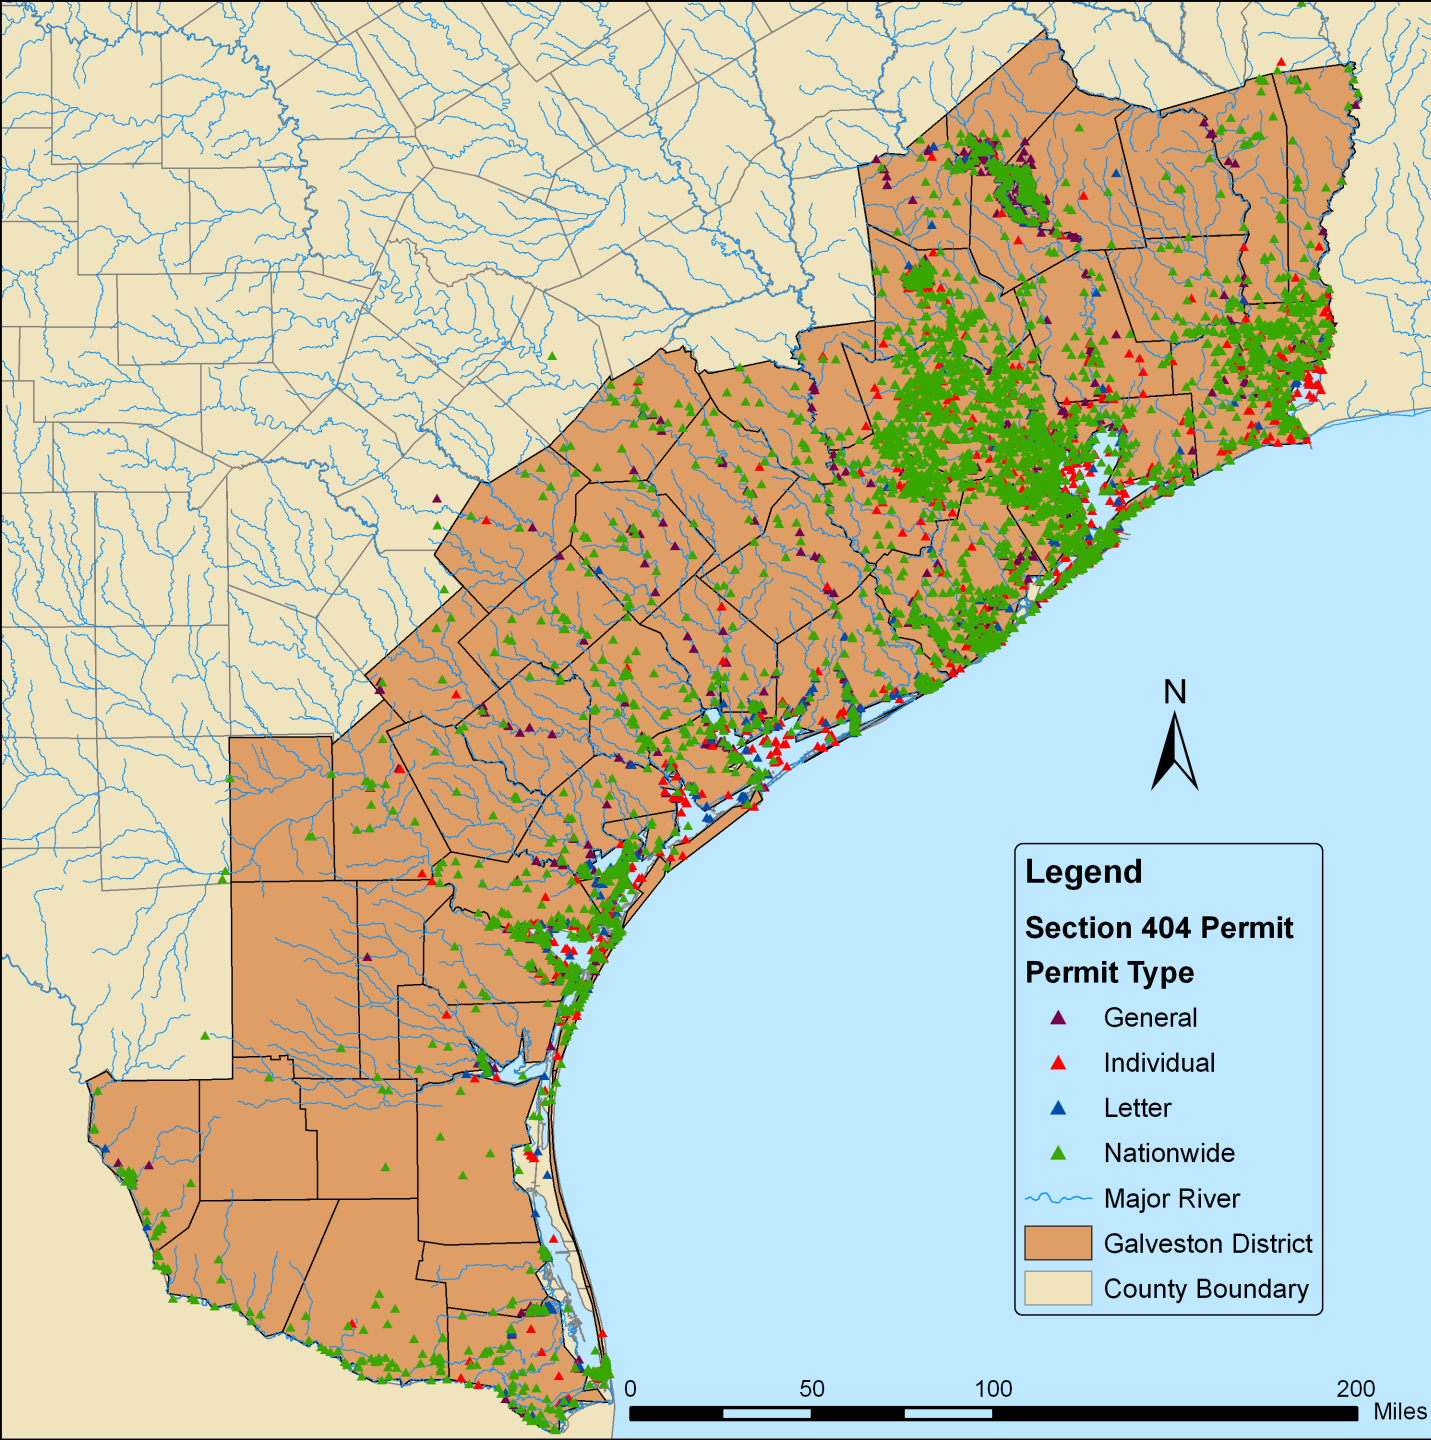 N
Legend
Section 404 Permit
Permit Type
General
Individual
Letter
Nationwide
Major River
Galveston District
County Boundary
0 50 100 200
Miles